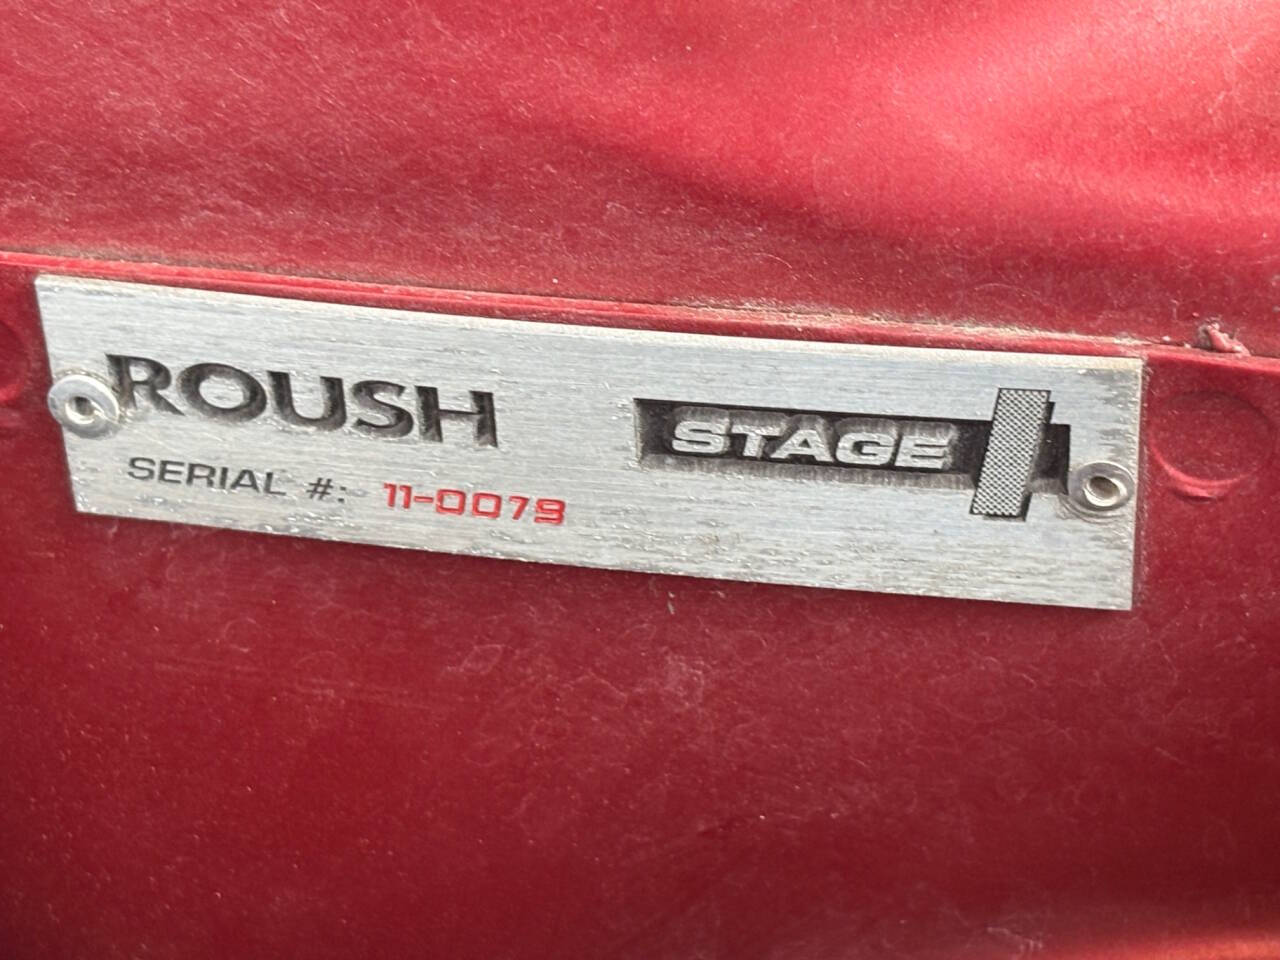 ROUSH
STAGE 1
SERIAL #: 11-0079